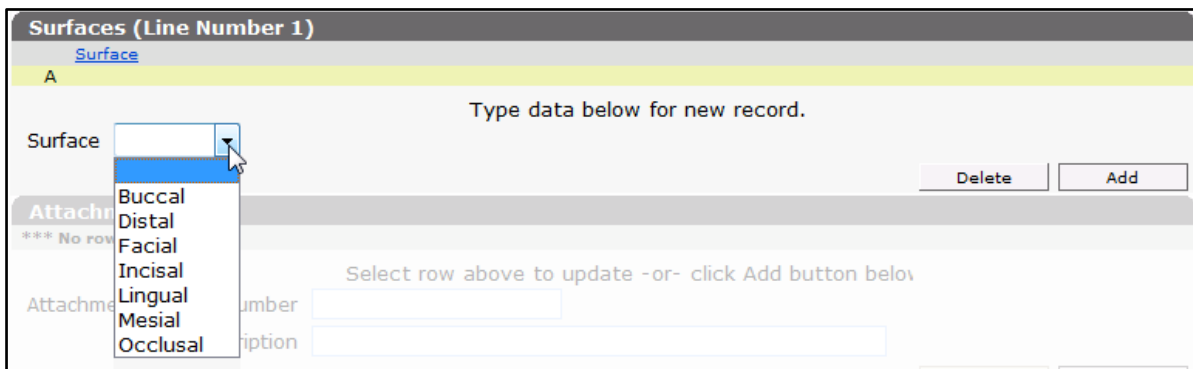 Surfaces (Line Number 1)
Surface
A
Type data below for new record.
Surface
Delete Add
Buccal
Distal
Facial
Incisal
Lingual
Mesial
Occlusal
*** No
Select row above to update -or- click Add button